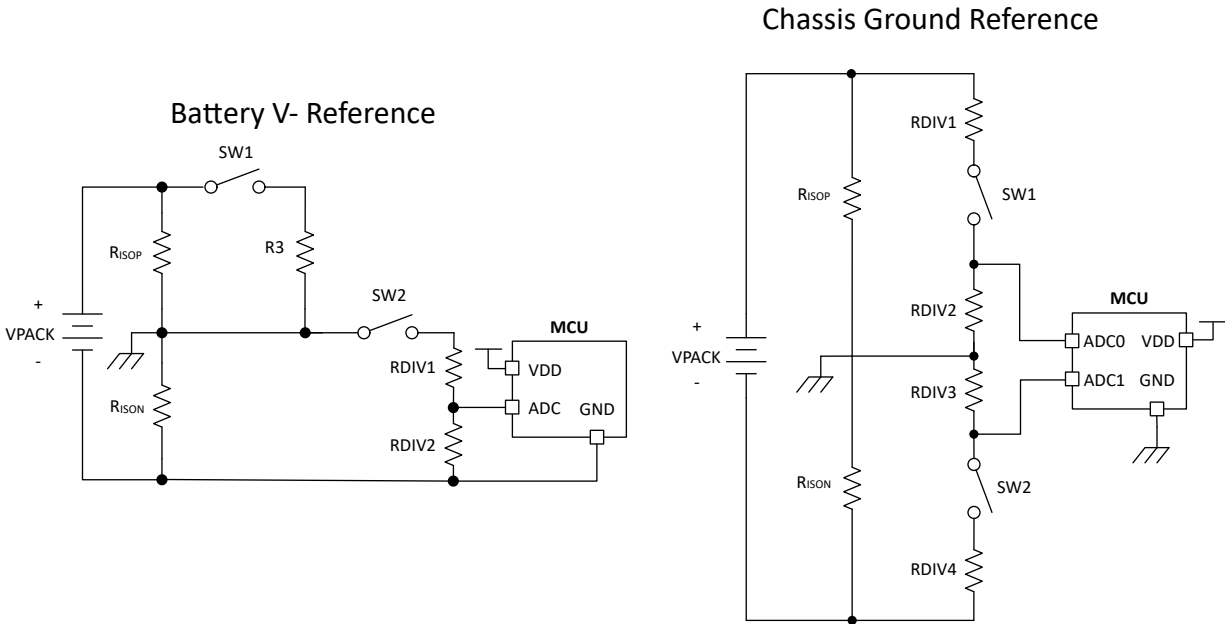 Chassis Ground Reference
Battery V- Reference
SW1
RISOP
R3
SW2
+
VPACK
-
MCU
RDIV1
VDD
ADC
GND
RISON
RDIV2
RDIV1
SW1
RISOP
RDIV2
MCU
ADC0
VDD
ADC1
GND
+
VPACK
-
RDIV3
RISON
SW2
RDIV4